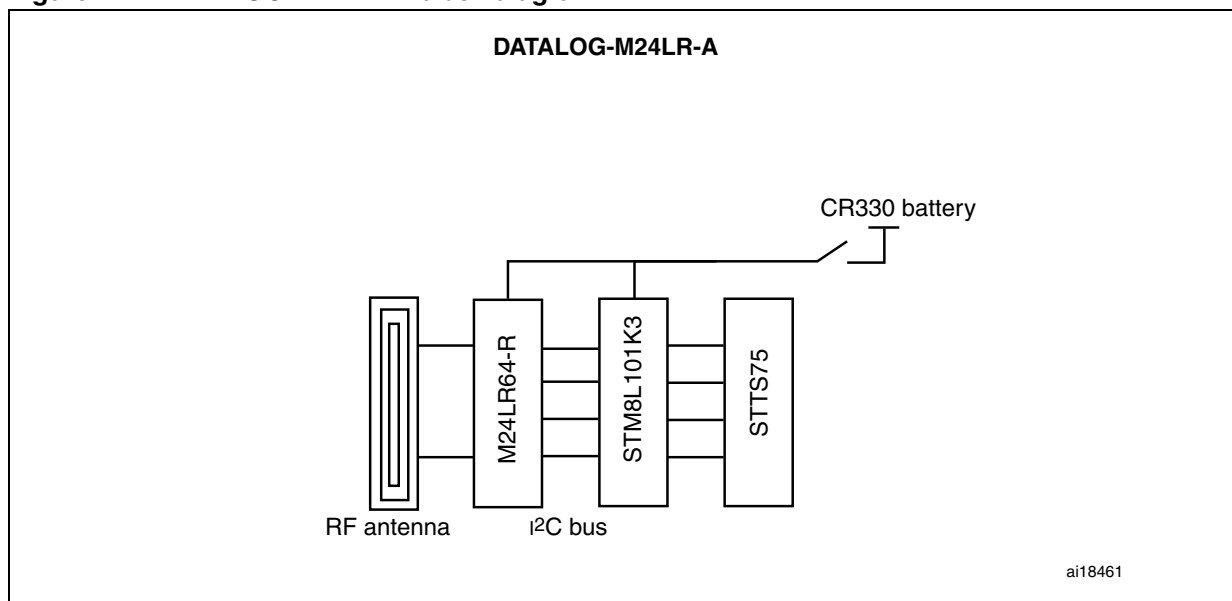 DATALOG-M24LR-A
CR330 battery
M24LR64-R
STM8L101K3
STTS75
RF antenna
I2C bus
ai18461